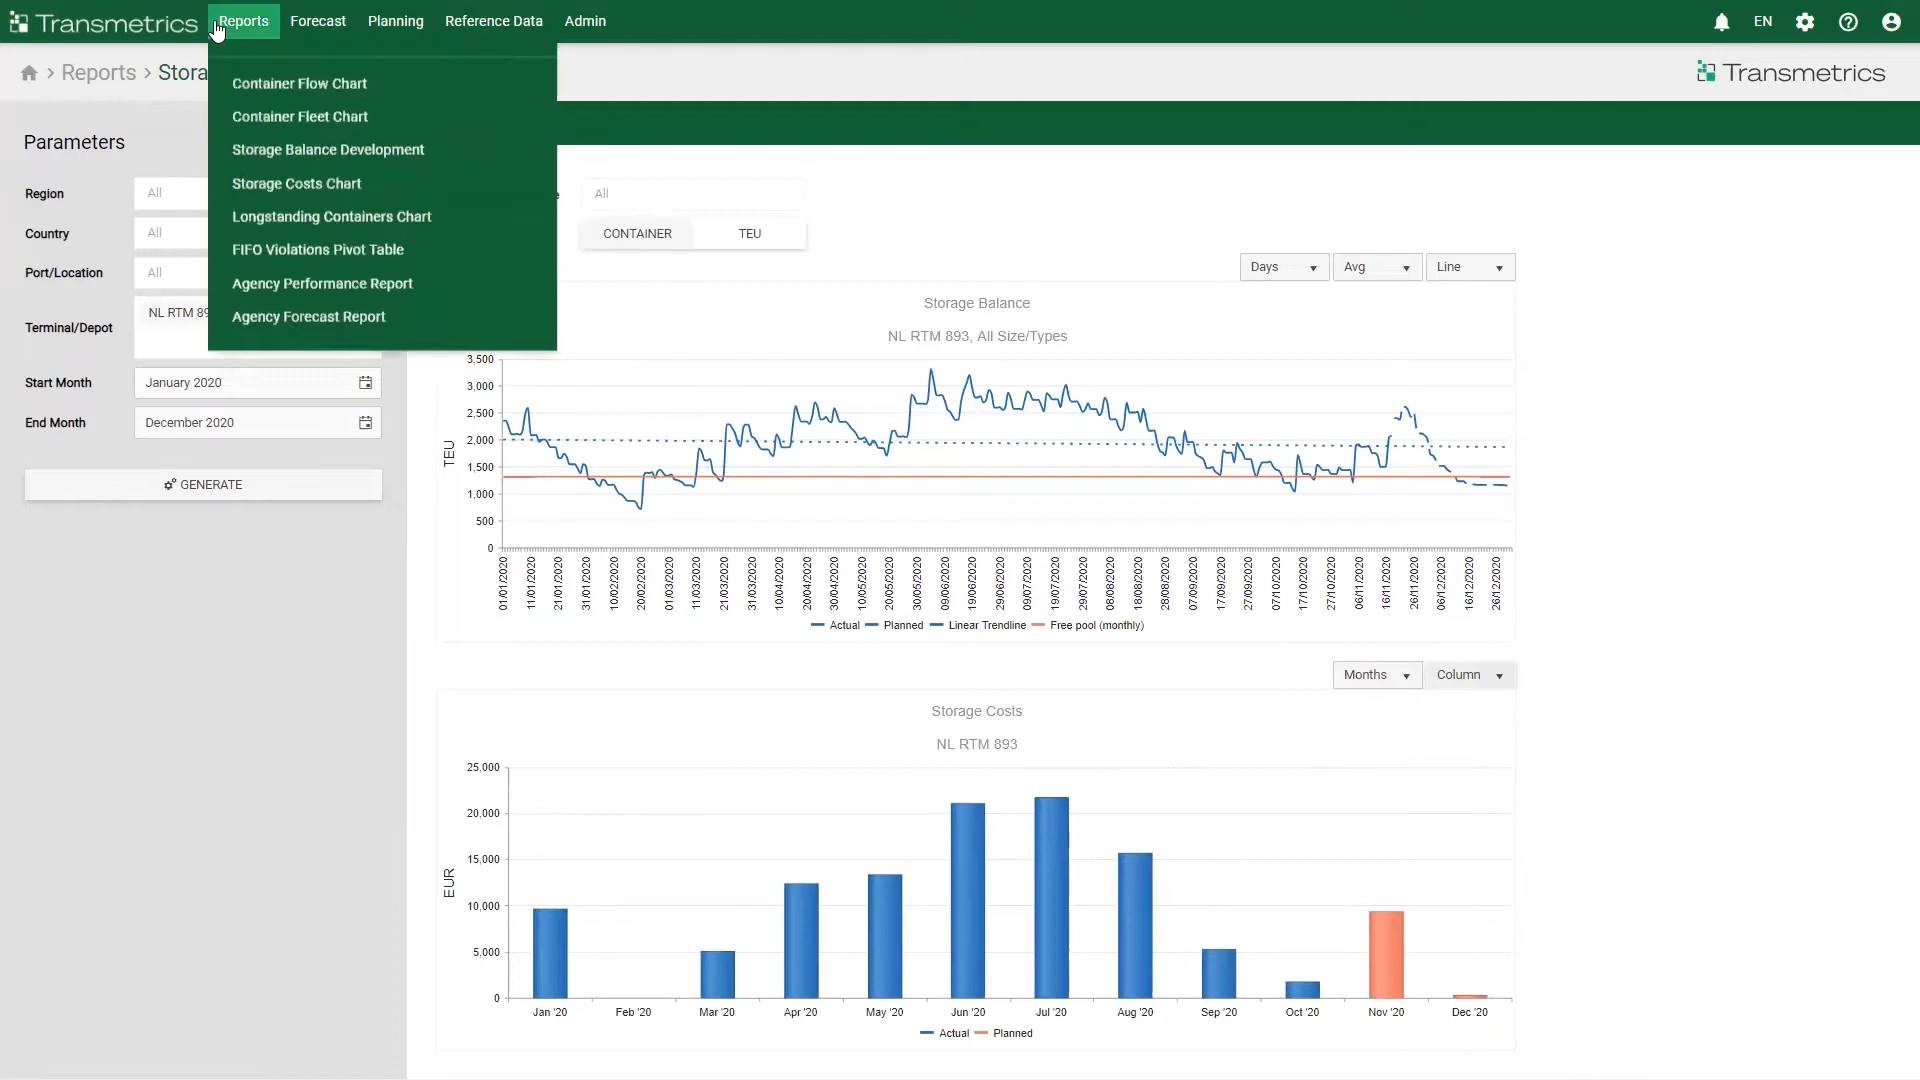 Transmetrics
Reports
Forecast
Planning
Reference Data
Admin
EN
Reports
Stora
Transmetrics
Container Flow Chart
Container Fleet Chart
Storage Balance Development
Storage Costs Chart
Longstanding Containers Chart
FIFO Violations Pivot Table
Agency Performance Report
Agency Forecast Report
Parameters
Region
All
Country
All
Port/Location
All
Terminal/Depot
NL RTM 89
Start Month
January 2020
End Month
December 2020
GENERATE
All
CONTAINER
TEU
Days
Avg
Line
Storage Balance
NL RTM 893, All Size/Types
TEU
3,500
3,000
2,500
2,000
1,500
1,000
500
0
01/01/2020
11/01/2020
21/01/2020
31/01/2020
10/02/2020
20/02/2020
01/03/2020
11/03/2020
21/03/2020
31/03/2020
10/04/2020
20/04/2020
30/04/2020
10/05/2020
20/05/2020
30/05/2020
09/06/2020
19/06/2020
29/06/2020
09/07/2020
19/07/2020
29/07/2020
08/08/2020
18/08/2020
28/08/2020
07/09/2020
17/09/2020
27/09/2020
07/10/2020
17/10/2020
27/10/2020
06/11/2020
16/11/2020
26/11/2020
06/12/2020
16/12/2020
26/12/2020
Actual
Planned
Linear Trendline
Free pool (monthly)
Months
Column
Storage Costs
NL RTM 893
EUR
25,000
20,000
15,000
10,000
5,000
0
Jan '20
Feb '20
Mar '20
Apr '20
May '20
Jun '20
Jul '20
Aug '20
Sep '20
Oct '20
Nov '20
Dec '20
Actual
Planned